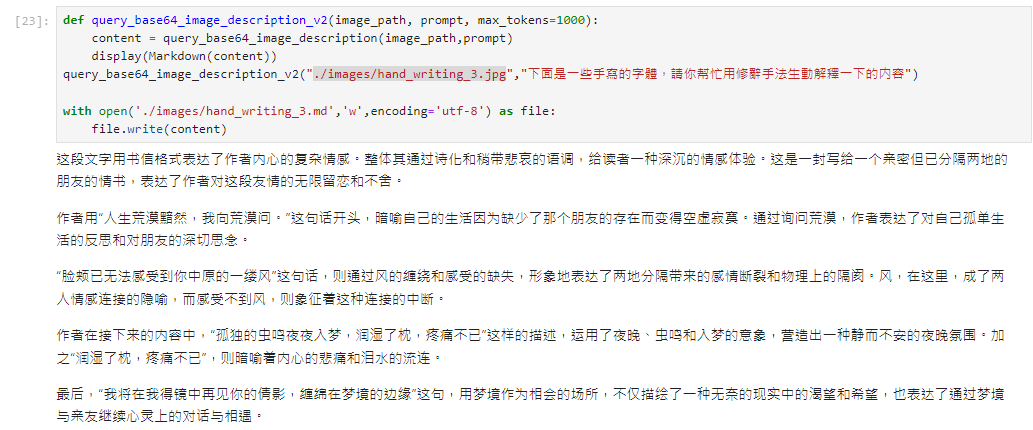 [23]:
def query_base64_image_description_v2(image_path, prompt, max_tokens=1000):
    content = query_base64_image_description(image_path,prompt)
    display(Markdown(content))
query_base64_image_description_v2("./images/hand_writing_3.jpg","下面是一些手寫的字體，請你幫忙用修辭手法生動解釋一下的內容")
with open('./images/hand_writing_3.md','w',encoding='utf-8') as file:
    file.write(content)
这段文字用书信格式表达了作者内心的复杂情感。整体其通过诗化和稍带悲哀的语调，给读者一种深沉的情感体验。这是一封写给一个亲密但已分隔两地的
朋友的情书，表达了作者对这段友情的无限留恋和不舍。
作者用“人生荒漠黯然，我向荒漠问。”这句话开头，暗喻自己的生活因为缺少了那个朋友的存在而变得空虚寂寞。通过询问荒漠，作者表达了对自己孤单生
活的反思和对朋友的深切思念。
“脸颊已无法感受到你中原的一缕风”这句话，则通过风的缠绕和感受的缺失，形象地表达了两地分隔带来的感情断裂和物理上的隔阂。风，在这里，成了两
人情感连接的隐喻，而感受不到风，则象征着这种连接的中断。
作者在接下来的内容中，“孤独的虫鸣夜夜入梦，润湿了枕，疼痛不已”这样的描述，运用了夜晚、虫鸣和入梦的意象，营造出一种静而不安的夜晚氛围。加
之“润湿了枕，疼痛不已”，则暗喻着内心的悲痛和泪水的流连。
最后，“我将在我得镜中再见你的倩影，缠绵在梦境的边缘”这句，用梦境作为相会的场所，不仅描绘了一种无奈的现实中的渴望和希望，也表达了通过梦境
与亲友继续心灵上的对话与相遇。